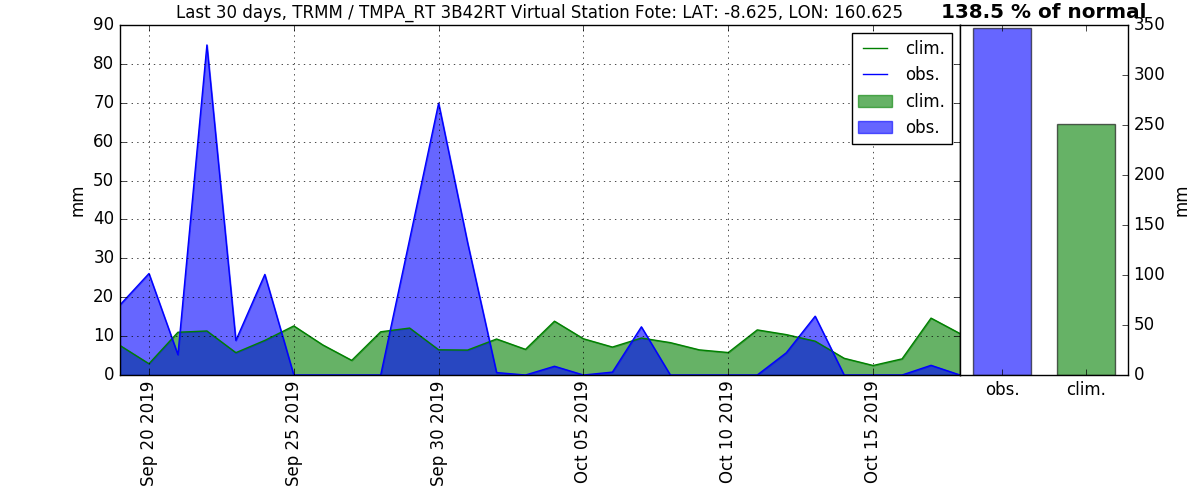 Last 30 days, TRMM / TMPA_RT 3B42RT Virtual Station Fote: LAT: -8.625, LON: 160.625
138.5 % of normal
90
80
70
60
50
40
30
20
10
0
mm
clim.
obs.
clim.
obs.
Sep 20 2019
Sep 25 2019
Sep 30 2019
Oct 05 2019
Oct 10 2019
Oct 15 2019
350
300
250
200
150
100
50
0
mm
obs.
clim.